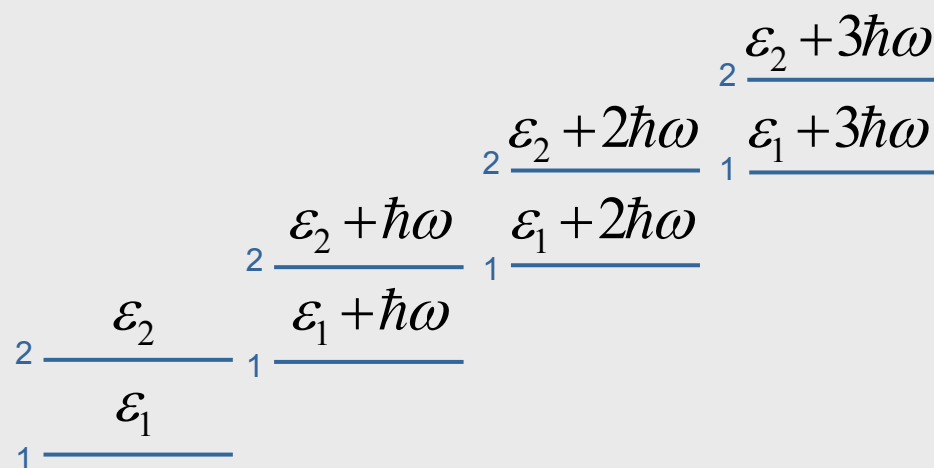 ε₂ +3ħω
2
ε₁ +3ħω
1
ε₂ +2ħω
2
ε₁ +2ħω
1
ε₂ +ħω
2
ε₁ +ħω
1
ε₂
2
ε₁
1